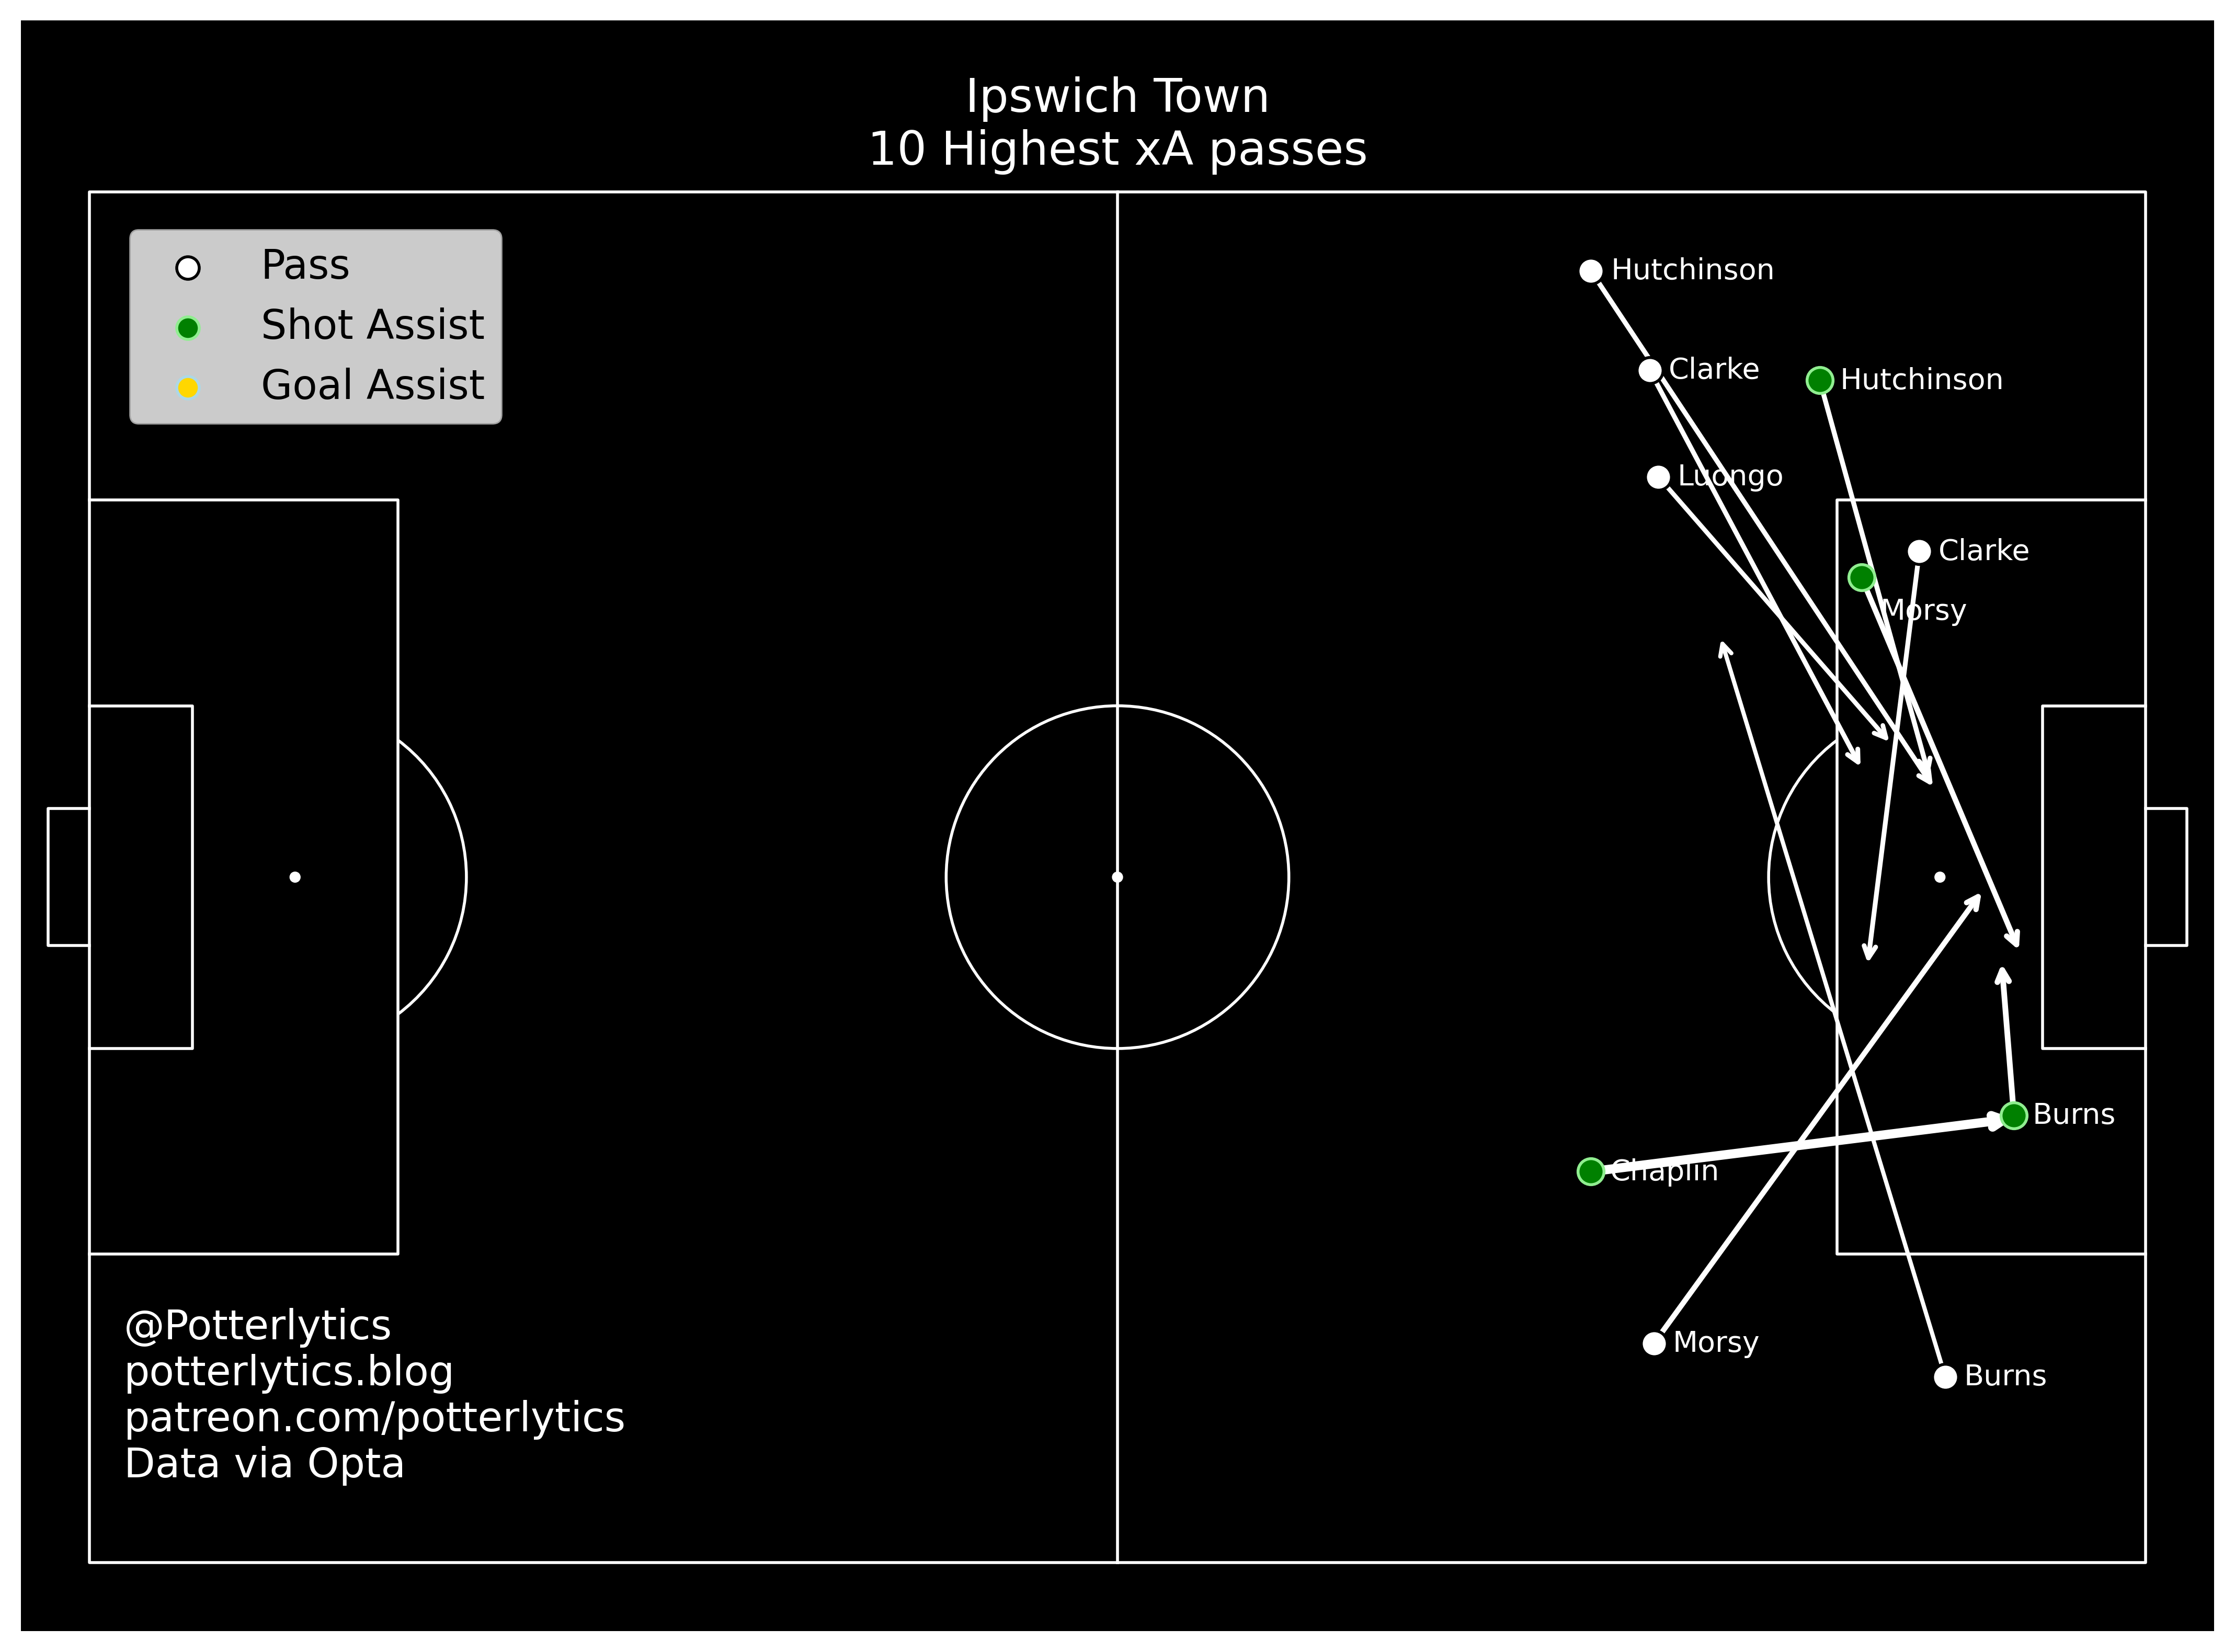 Ipswich Town
10 Highest xA passes
Pass
Shot Assist
Goal Assist
Hutchinson
Clarke
Hutchinson
Luongo
Clarke
Morsy
Burns
Chaplin
Morsy
Burns
@Potterlytics
potterlytics.blog
patreon.com/potterlytics
Data via Opta